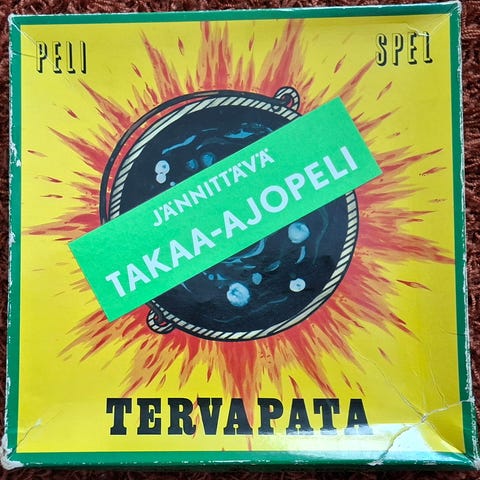 PELI
SPEL
JÄNNITTÄVÄ
TAKAA-AJOPELI
TERVAPATA